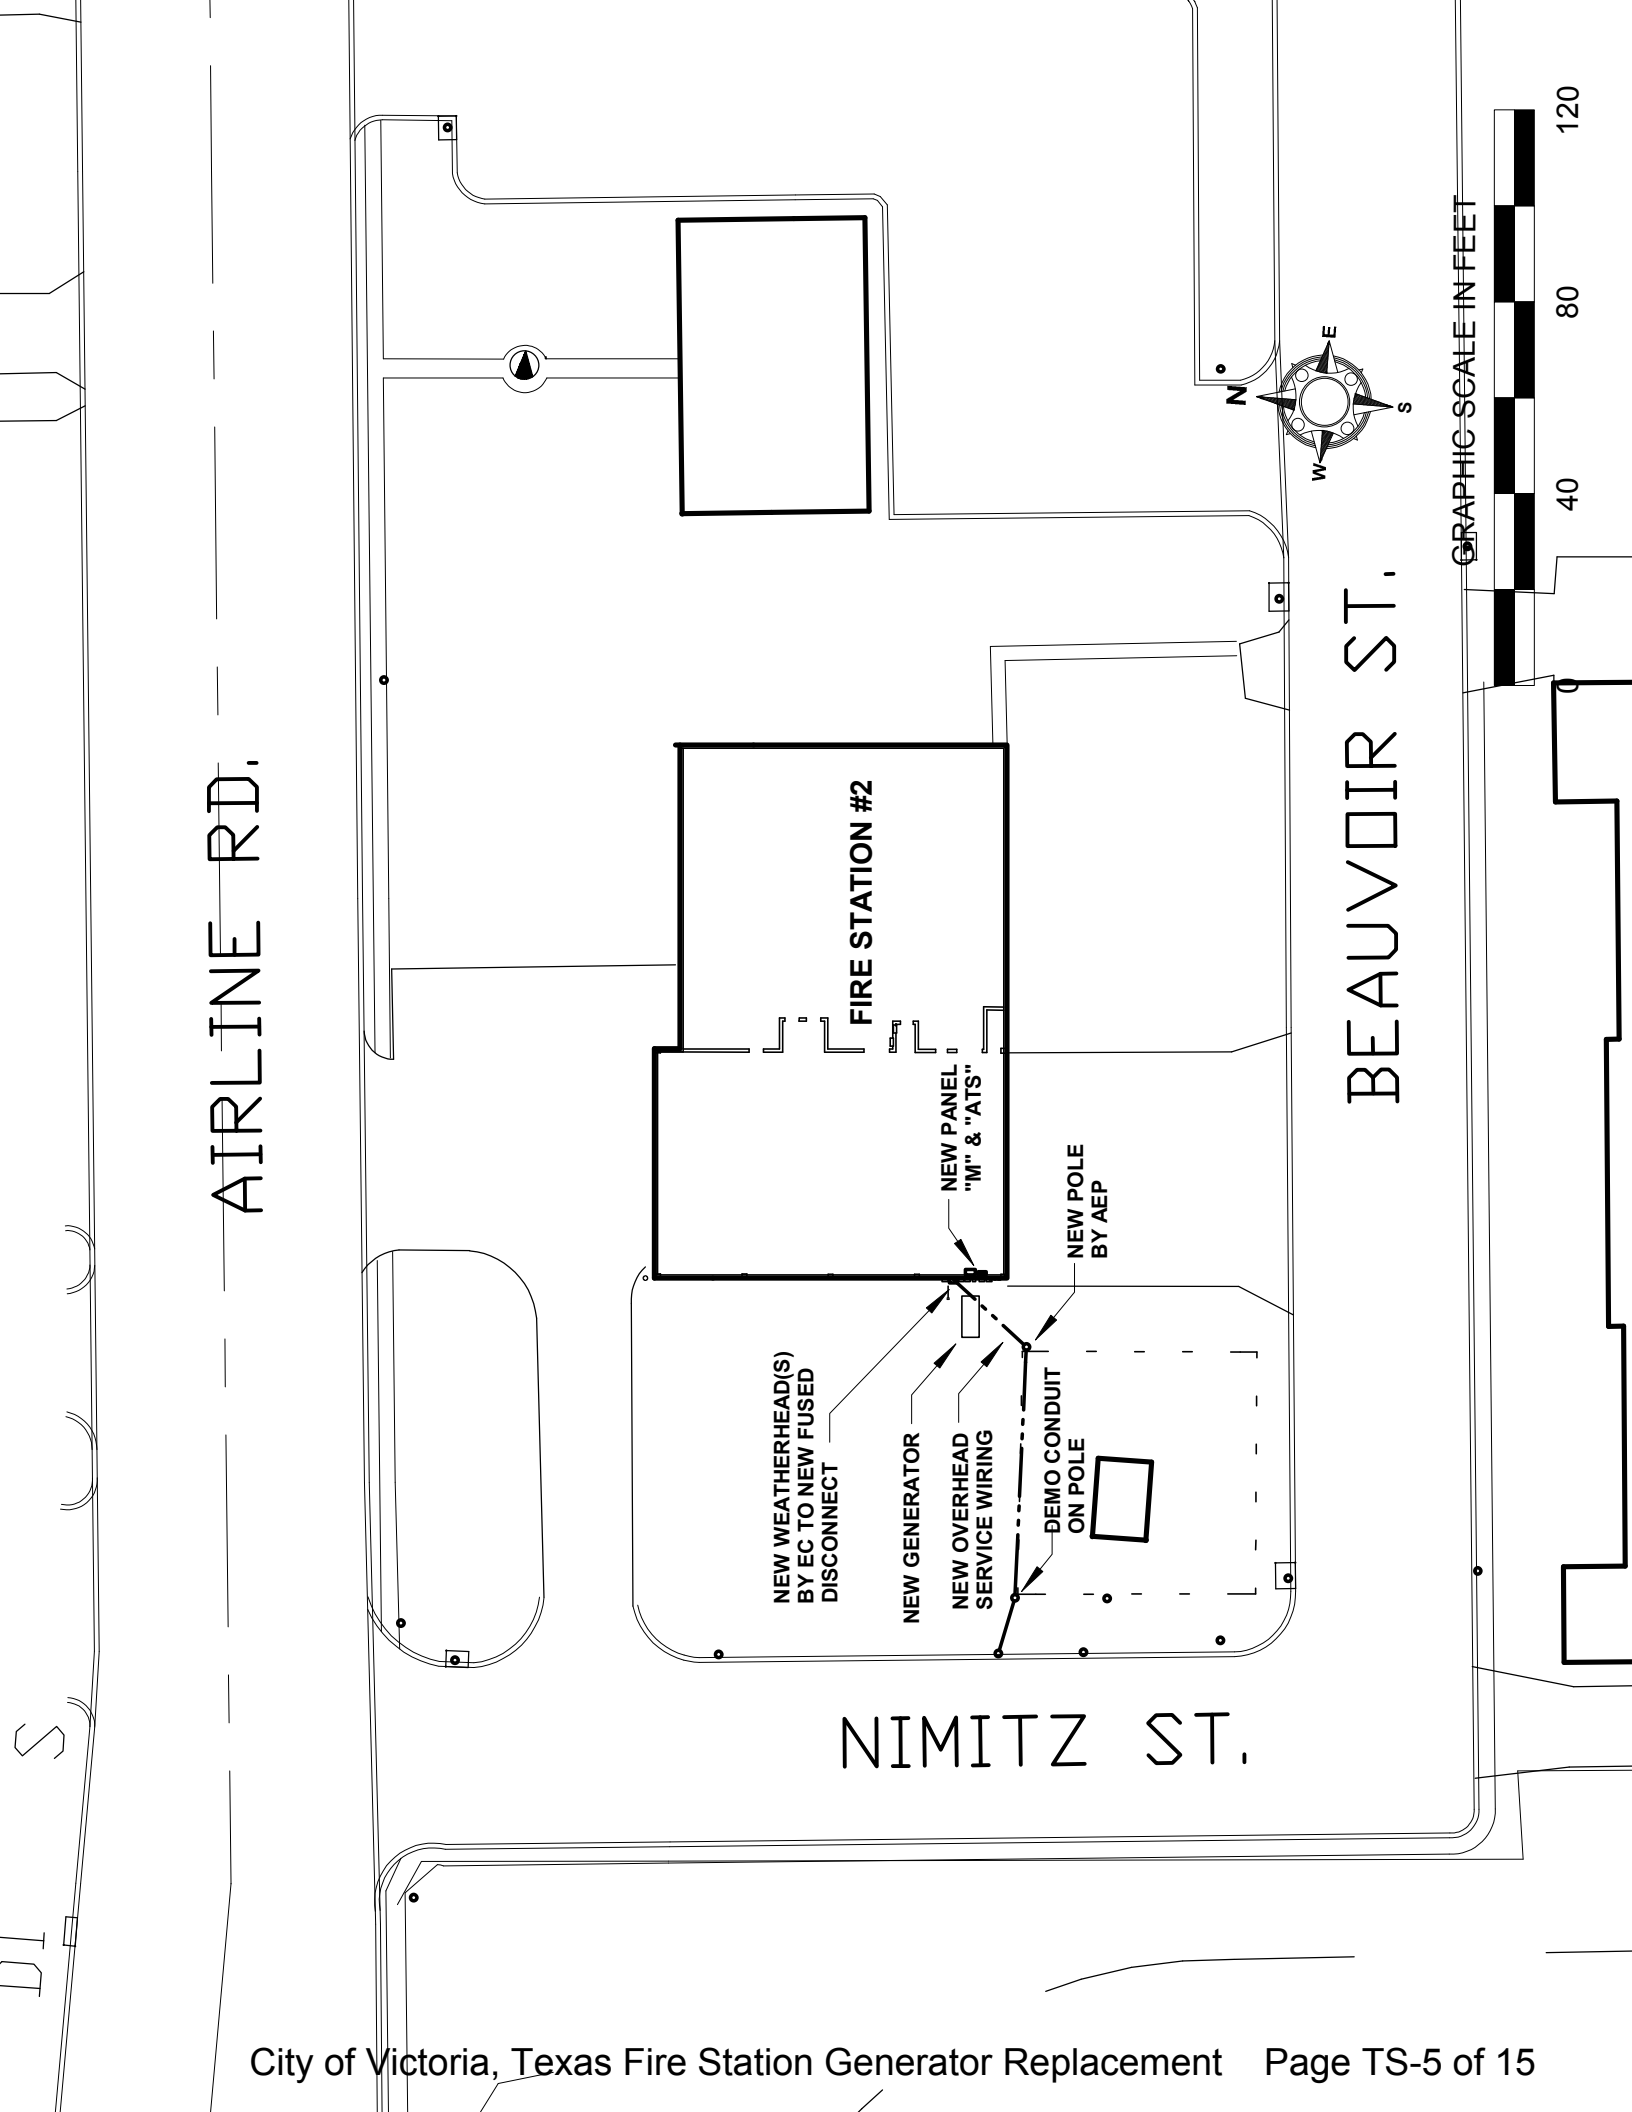 AIRLINE RD.
FIRE STATION #2
NEW PANEL
"M" & "ATS"
NEW POLE
BY AEP
NEW WEATHERHEAD(S)
BY EC TO NEW FUSED
DISCONNECT
NEW GENERATOR
NEW OVERHEAD
SERVICE WIRING
DEMO CONDUIT
ON POLE
BEAUVOIR ST.
N
E
S
W
GRAPHIC SCALE IN FEET
0 40 80 120
NIMITZ ST.
S
City of Victoria, Texas Fire Station Generator Replacement Page TS-5 of 15